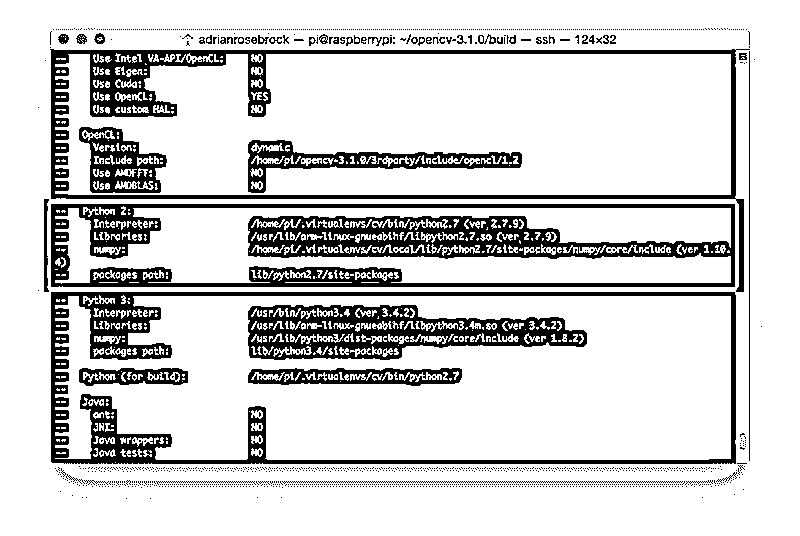 adrianrosebrock — pi@raspberrypi: ~/opencv-3.1.0/build — ssh — 124×32
-- Use Intel VA-API/OpenCL: NO
-- Use Eigen: NO
-- Use Cuda: NO
-- Use OpenCL: YES
-- Use custom HAL: NO
--
-- OpenCL:
-- Version: dynamic
-- Include path: /home/pi/opencv-3.1.0/3rdparty/include/opencl/1.2
-- Use AMDFFT: NO
-- Use AMDBLAS: NO
--
-- Python 2:
-- Interpreter: /home/pi/.virtualenvs/cv/bin/python2.7 (ver 2.7.9)
-- Libraries: /usr/lib/arm-linux-gnueabihf/libpython2.7.so (ver 2.7.9)
-- numpy: /home/pi/.virtualenvs/cv/local/lib/python2.7/site-packages/numpy/core/include (ver 1.10.
4)
-- packages path: lib/python2.7/site-packages
--
-- Python 3:
-- Interpreter: /usr/bin/python3.4 (ver 3.4.2)
-- Libraries: /usr/lib/arm-linux-gnueabihf/libpython3.4m.so (ver 3.4.2)
-- numpy: /usr/lib/python3/dist-packages/numpy/core/include (ver 1.8.2)
-- packages path: lib/python3.4/site-packages
--
-- Python (for build): /home/pi/.virtualenvs/cv/bin/python2.7
--
-- Java:
-- ant: NO
-- JNI: NO
-- Java wrappers: NO
-- Java tests: NO